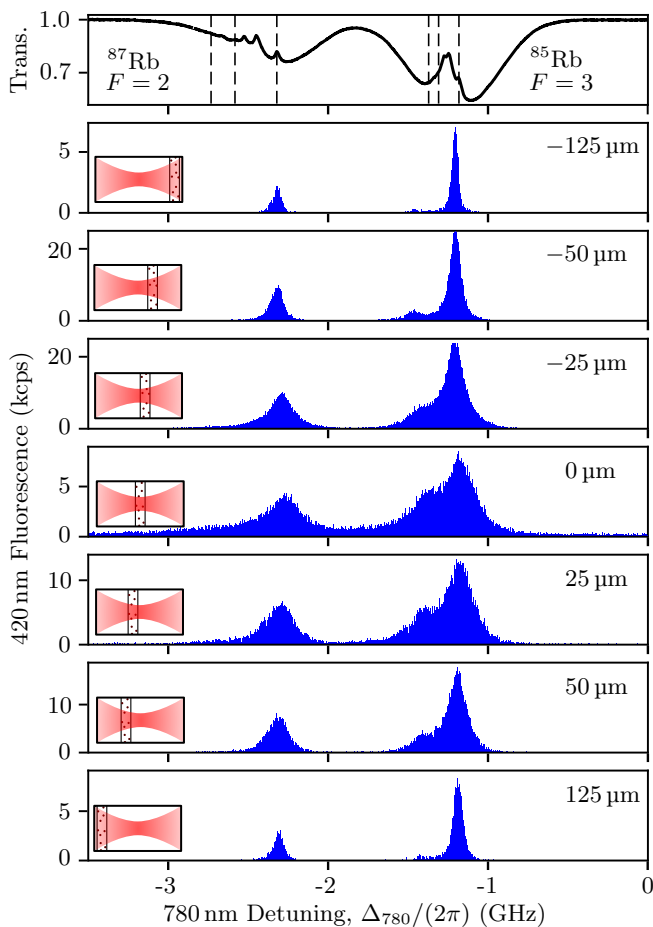 1.0
0.7
Trans.
⁸⁷Rb
F = 2
⁸⁵Rb
F = 3
5
0
−125 µm
20
0
−50 µm
20
0
−25 µm
5
0
0 µm
10
0
25 µm
10
0
50 µm
5
0
125 µm
420 nm Fluorescence (kcps)
-3 -2 -1 0
780 nm Detuning, Δ₇₈₀/(2π) (GHz)